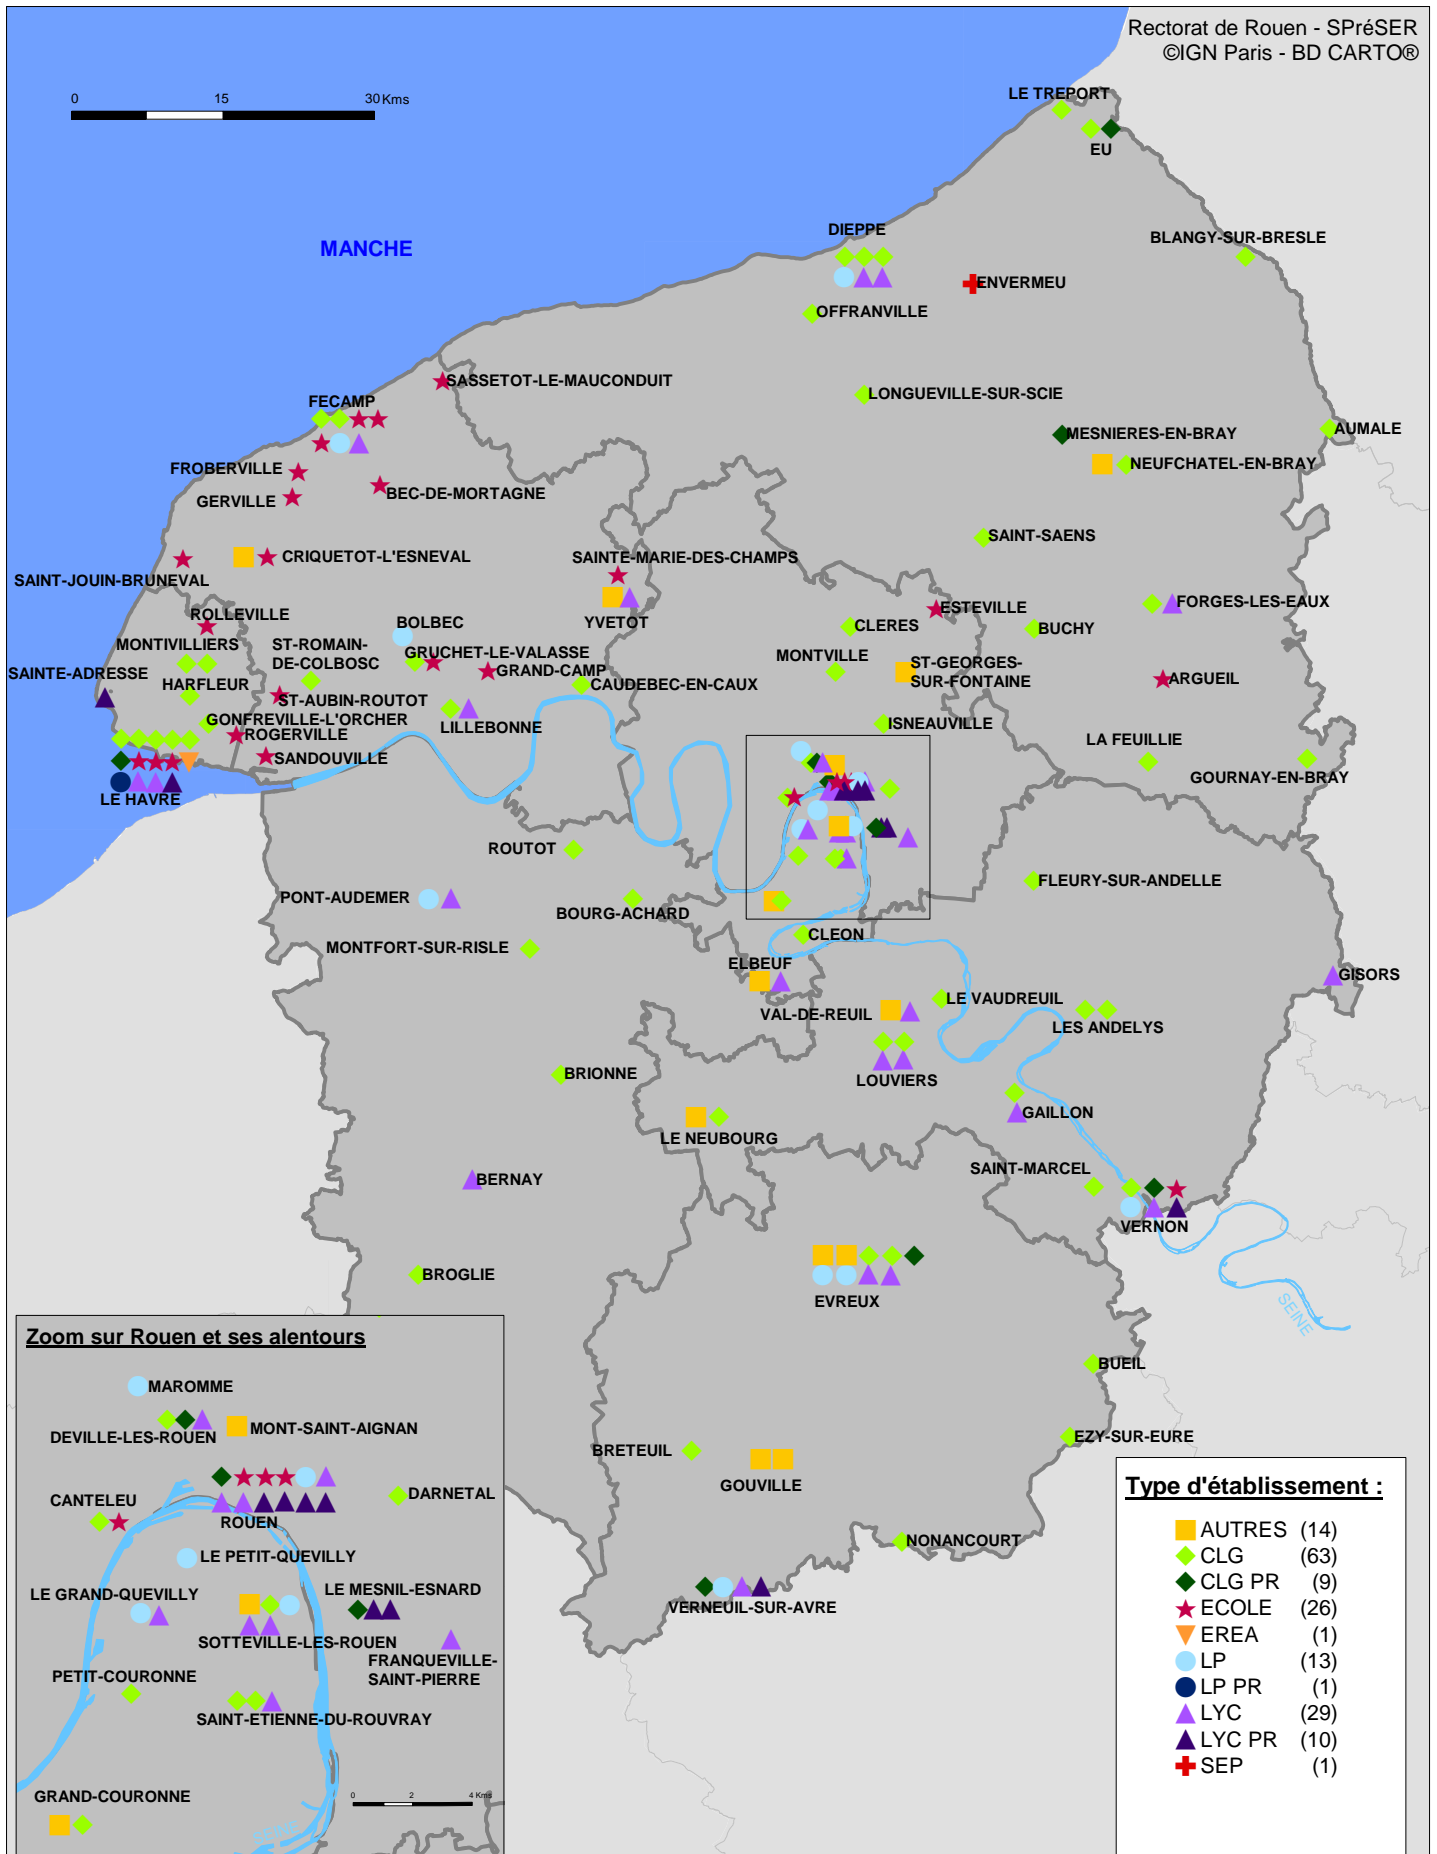 Rectorat de Rouen - SPréSER
©IGN Paris - BD CARTO®
0 15 30 Kms
LE TREPORT
EU
MANCHE
DIEPPE
BLANGY-SUR-BRESLE
ENVERMEU
OFFRANVILLE
SASSETOT-LE-MAUCONDUIT
LONGUEVILLE-SUR-SCIE
FECAMP
AUMALE
MESNIERES-EN-BRAY
NEUFCHATEL-EN-BRAY
FROBERVILLE
GERVILLE
BEC-DE-MORTAGNE
SAINT-SAENS
CRIQUETOT-L'ESNEVAL
SAINTE-MARIE-DES-CHAMPS
SAINT-JOUIN-BRUNEVAL
YVETOT
ESTEVILLE
FORGES-LES-EAUX
ROLLEVILLE
BOLBEC
CLERES
BUCHY
MONTIVILLIERS
ST-ROMAIN-
DE-COLBOSC
GRUCHET-LE-VALASSE
GRAND-CAMP
MONTVILLE
ST-GEORGES-
SUR-FONTAINE
ARGUEIL
SAINTE-ADRESSE
HARFLEUR
CAUDEBEC-EN-CAUX
ST-AUBIN-ROUTOT
GONFREVILLE-L'ORCHER
LILLEBONNE
ISNEAUVILLE
ROGERVILLE
LA FEUILLIE
SANDOUVILLE
GOURNAY-EN-BRAY
LE HAVRE
ROUTOT
FLEURY-SUR-ANDELLE
PONT-AUDEMER
BOURG-ACHARD
CLEON
MONTFORT-SUR-RISLE
ELBEUF
GISORS
LE VAUDREUIL
VAL-DE-REUIL
LES ANDELYS
BRIONNE
LOUVIERS
GAILLON
LE NEUBOURG
SAINT-MARCEL
BERNAY
VERNON
BROGLIE
EVREUX
SEINE
BUEIL
EZY-SUR-EURE
BRETEUIL
GOUVILLE
NONANCOURT
VERNEUIL-SUR-AVRE
Zoom sur Rouen et ses alentours
MAROMME
DEVILLE-LES-ROUEN
MONT-SAINT-AIGNAN
CANTELEU
DARNETAL
ROUEN
LE PETIT-QUEVILLY
LE GRAND-QUEVILLY
LE MESNIL-ESNARD
SOTTEVILLE-LES-ROUEN
FRANQUEVILLE-
SAINT-PIERRE
PETIT-COURONNE
SAINT-ETIENNE-DU-ROUVRAY
GRAND-COURONNE
0 2 4 Kms
SEINE
Type d'établissement :
AUTRES (14)
CLG (63)
CLG PR (9)
ECOLE (26)
EREA (1)
LP (13)
LP PR (1)
LYC (29)
LYC PR (10)
SEP (1)